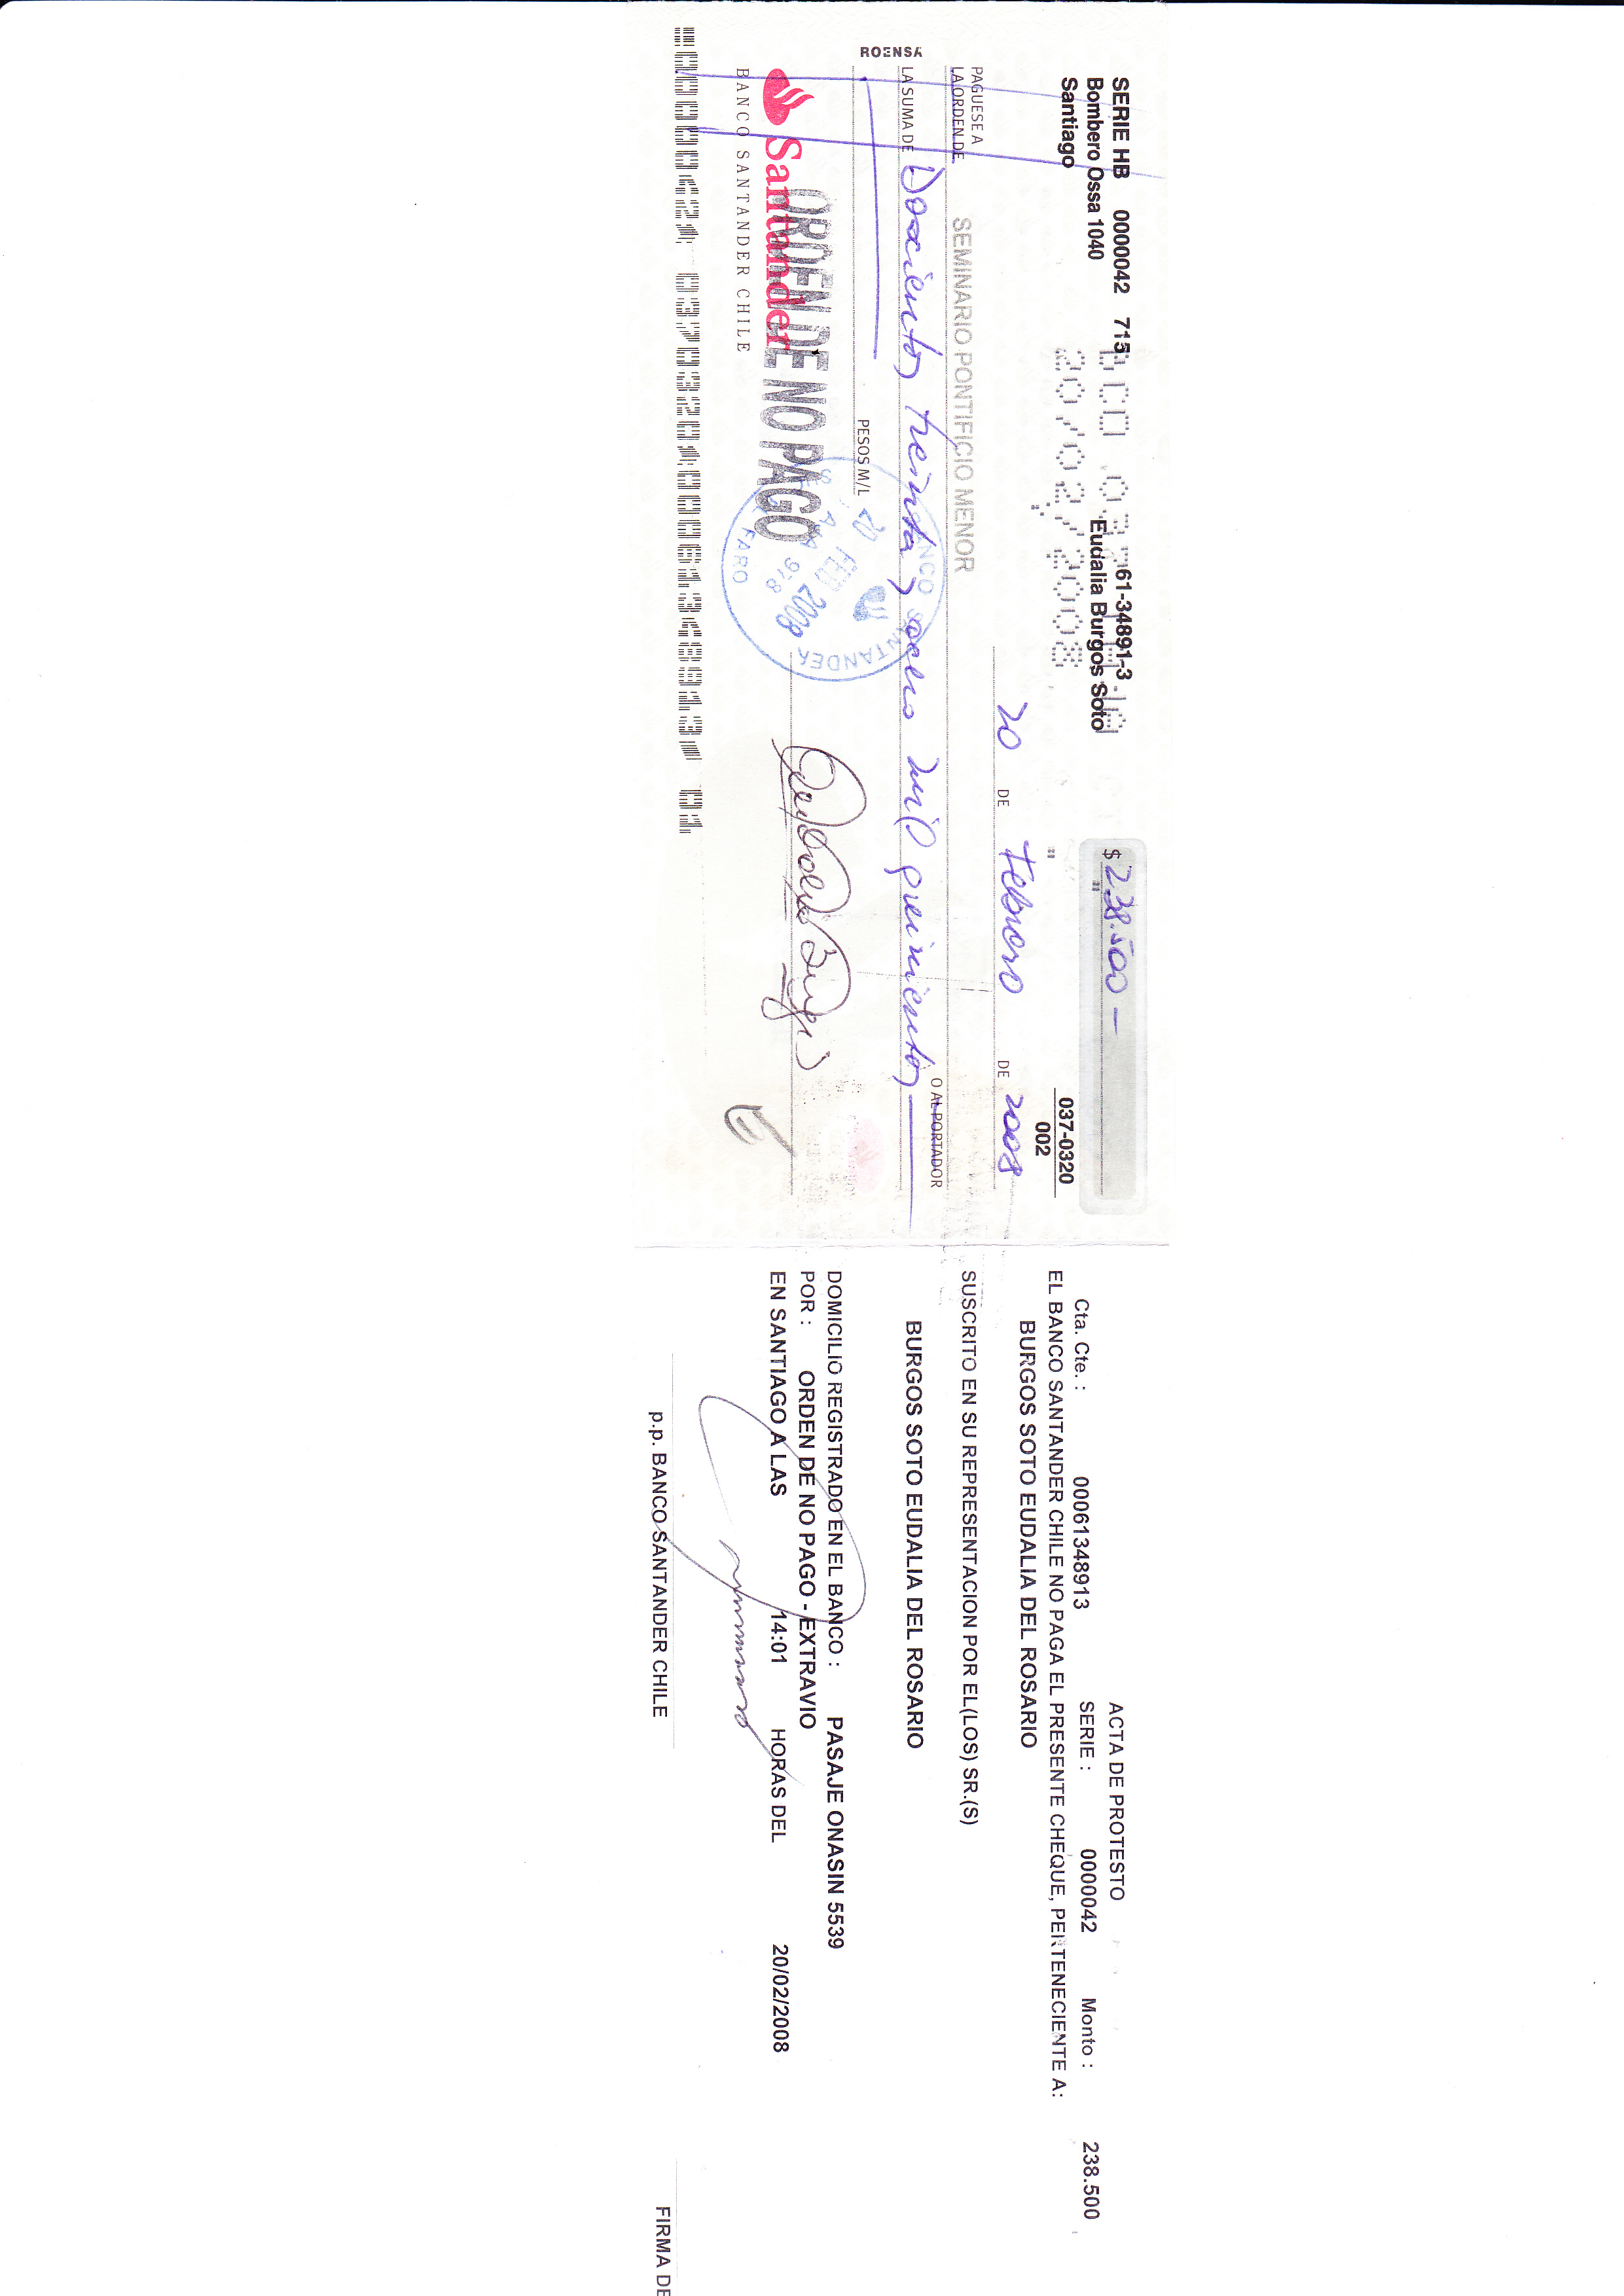 SERIE HB 0000042 715 61-34891-3
Bombero Ossa 1040 Eudalia Burgos Soto
Santiago
$ 238.500 —
037-0320
002
20 DE Febrero DE 2008
PAGUESE A
LA ORDEN DE SEMINARIO PONTIFICIO MENOR
O AL PORTADOR
LA SUMA DE Doscientos treinta y ocho mil quinientos
PESOS M/L
ROENSA
ORDEN DE NO PAGO
Santander
BANCO SANTANDER CHILE
BANCO SANTANDER
20 FEB 2008
978
FARO
20/02/2008
ACTA DE PROTESTO
Cta. Cte. : 00061348913 SERIE : 0000042 Monto : 238.500
EL BANCO SANTANDER CHILE NO PAGA EL PRESENTE CHEQUE, PERTENECIENTE A:
BURGOS SOTO EUDALIA DEL ROSARIO
SUSCRITO EN SU REPRESENTACION POR EL(LOS) SR.(S)
BURGOS SOTO EUDALIA DEL ROSARIO
DOMICILIO REGISTRADO EN EL BANCO : PASAJE ONASIN 5539
POR : ORDEN DE NO PAGO - EXTRAVIO
EN SANTIAGO A LAS 14:01 HORAS DEL 20/02/2008
p.p. BANCO SANTANDER CHILE
FIRMA DE